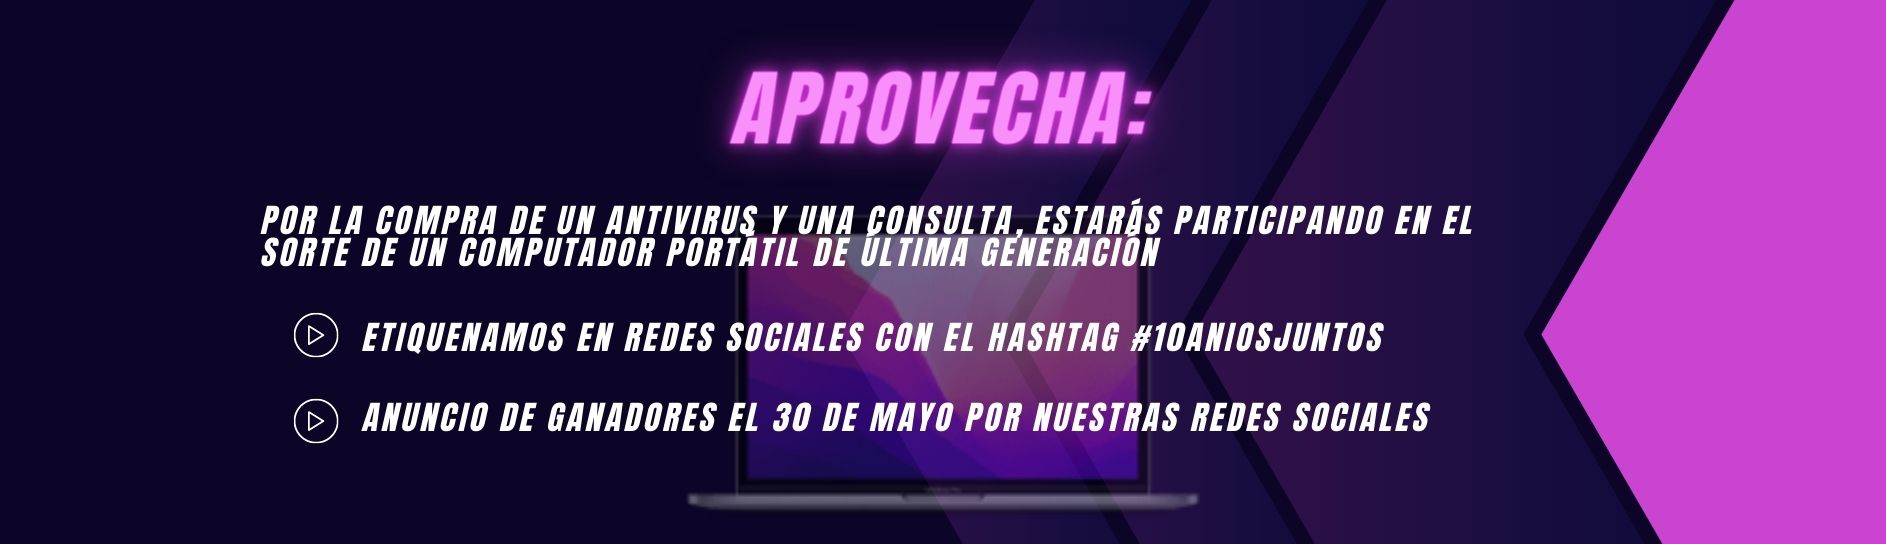 APROVECHA:
POR LA COMPRA DE UN ANTIVIRUS Y UNA CONSULTA, ESTARÁS PARTICIPANDO EN EL
SORTE DE UN COMPUTADOR PORTÁTIL DE ÚLTIMA GENERACIÓN
ETIQUENAMOS EN REDES SOCIALES CON EL HASHTAG #10ANIOSJUNTOS
ANUNCIO DE GANADORES EL 30 DE MAYO POR NUESTRAS REDES SOCIALES